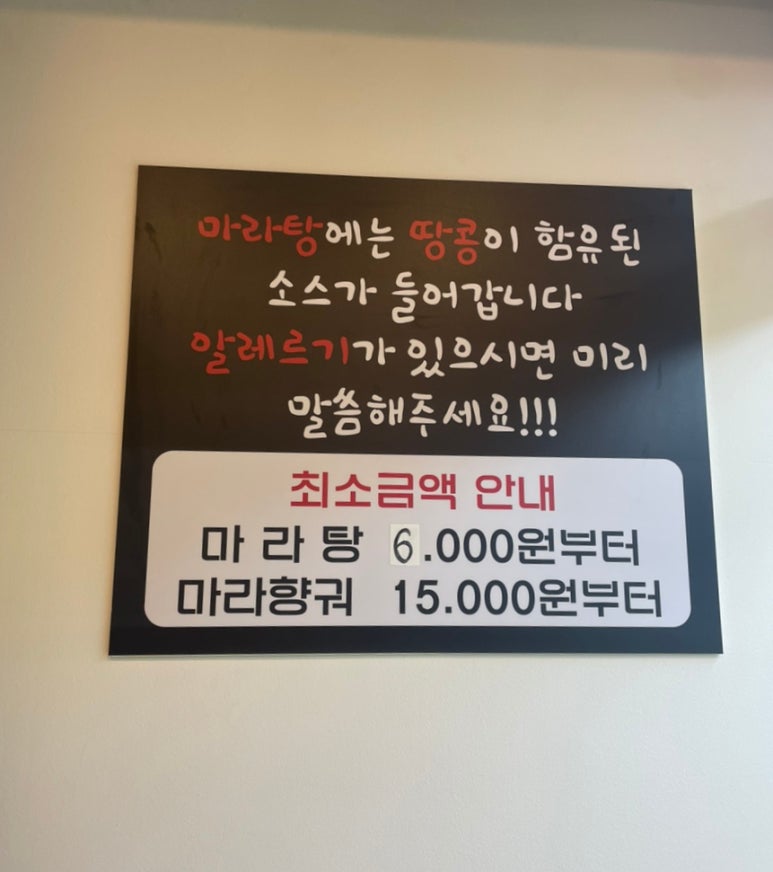 마라탕에는 땅콩이 함유된
소스가 들어갑니다
알레르기가 있으시면 미리
말씀해주세요!!!
최소금액 안내
마 라 탕 6.000원부터
마라향궈 15.000원부터